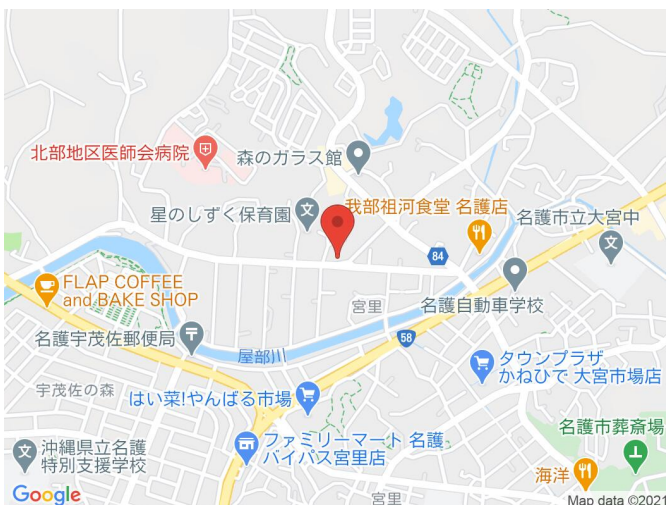 北部地区医師会病院
森のガラス館
星のしずく保育園
文
我部祖河食堂 名護店
名護市立大宮中
文
84
FLAP COFFEE
and BAKE SHOP
宮里
名護自動車学校
名護宇茂佐郵便局
58
屋部川
タウンプラザ
かねひで 大宮市場店
宇茂佐の森
はい菜!やんばる市場
名護市葬斎場
文
沖縄県立名護
特別支援学校
ファミリーマート 名護
バイパス宮里店
海洋
Google
宮里
Map data ©2021